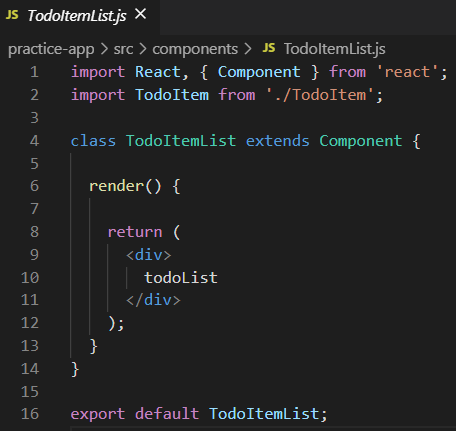 JS TodoItemList.js ×
practice-app > src > components > JS TodoItemList.js
1 import React, { Component } from 'react';
2 import TodoItem from './TodoItem';
3
4 class TodoItemList extends Component {
5
6   render() {
7
8     return (
9       <div>
10         todoList
11       </div>
12     );
13   }
14 }
15
16 export default TodoItemList;